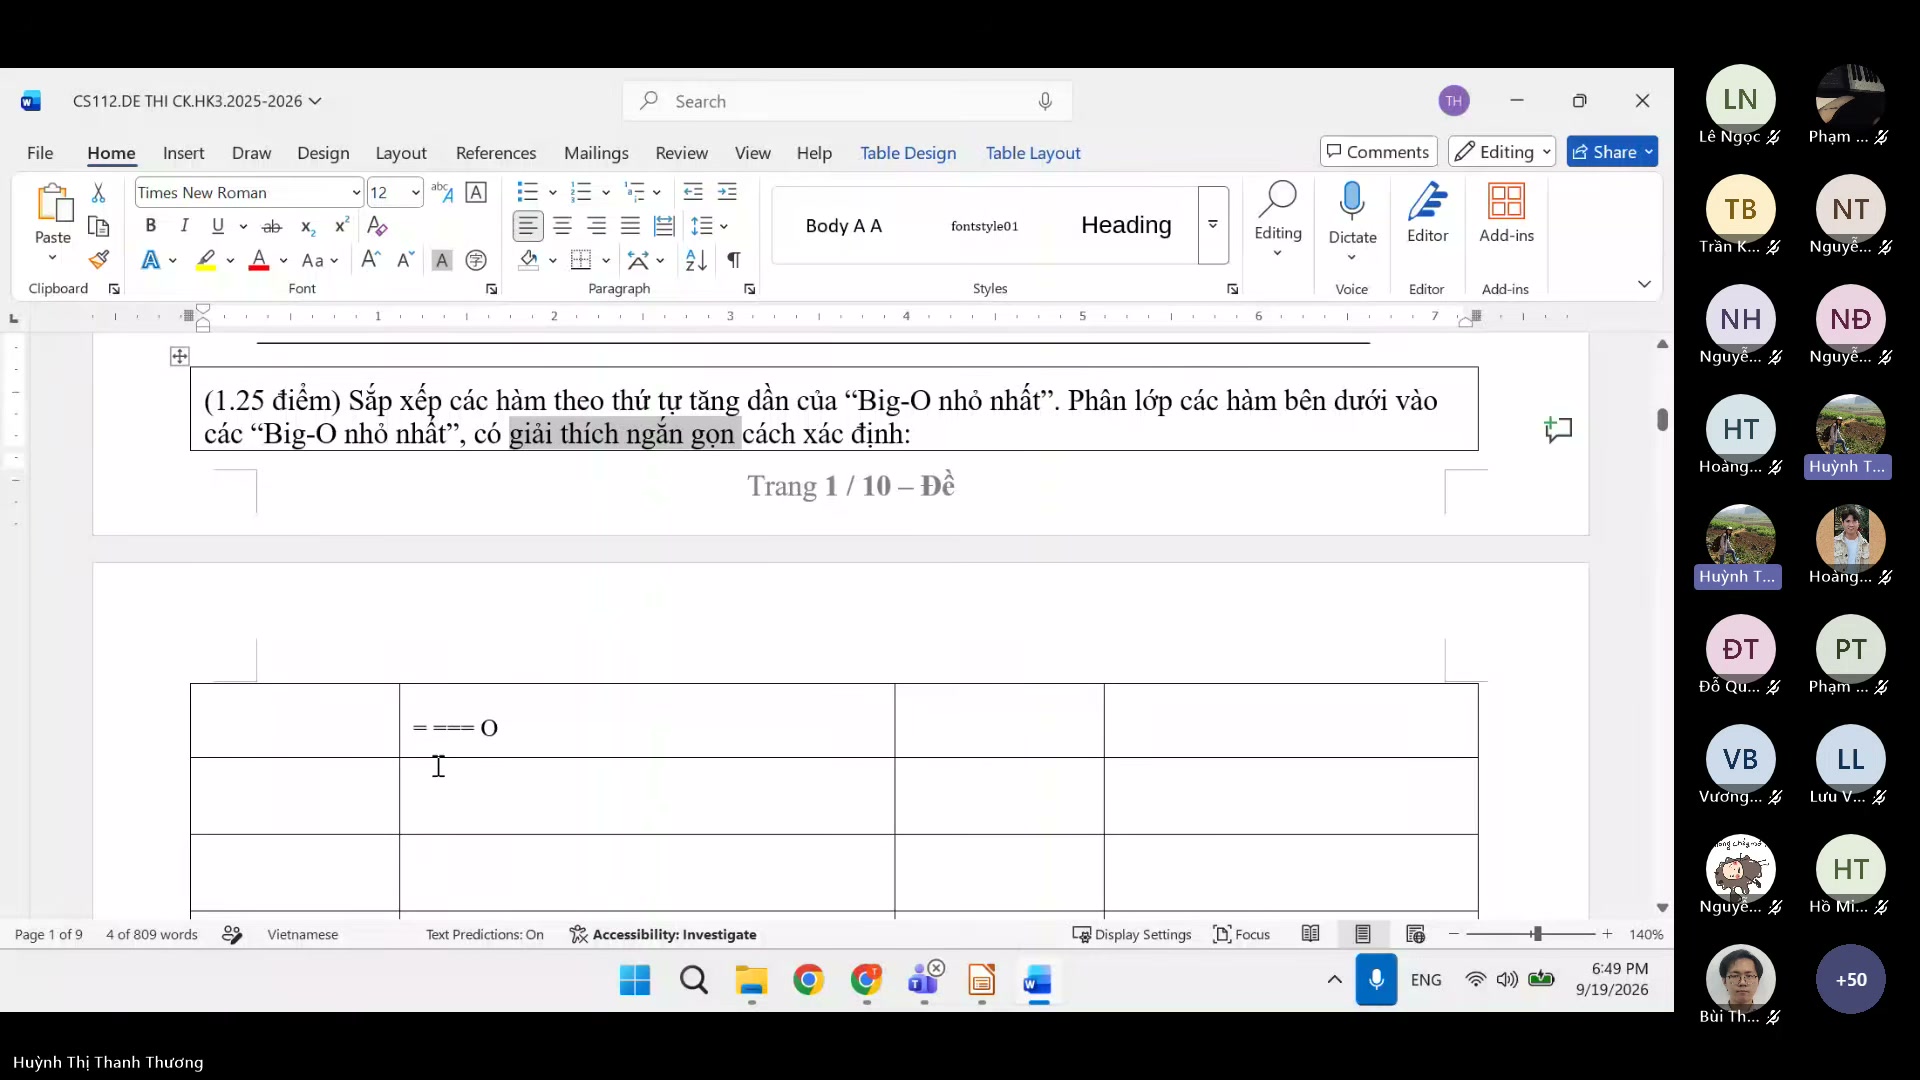 CS112.DE THI CK.HK3.2025-2026
Search
TH
File Home Insert Draw Design Layout References Mailings Review View Help Table Design Table Layout
Comments Editing Share
Paste
Times New Roman 12
Body A A
fontstyle01
Heading
Editing
Dictate
Editor
Add-ins
Clipboard Font Paragraph Styles Voice Editor Add-ins
1 2 3 4 5 6 7
(1.25 điểm) Sắp xếp các hàm theo thứ tự tăng dần của “Big-O nhỏ nhất”. Phân lớp các hàm bên dưới vào
các “Big-O nhỏ nhất”, có giải thích ngắn gọn cách xác định:
Trang 1 / 10 – Đề
= === O
Page 1 of 9 4 of 809 words Vietnamese Text Predictions: On Accessibility: Investigate Display Settings Focus 140%
ENG
6:49 PM
9/19/2026
LN
Lê Ngọc
Phạm ...
TB
Trần K...
NT
Nguyễ...
NH
Nguyễ...
NĐ
Nguyễ...
HT
Hoàng...
Huỳnh T...
Huỳnh T...
Hoàng...
ĐT
Đỗ Qu...
PT
Phạm ...
VB
Vương...
LL
Lưu V...
Nguyễ...
HT
Hồ Mi...
Bùi Th...
+50
Huỳnh Thị Thanh Thương